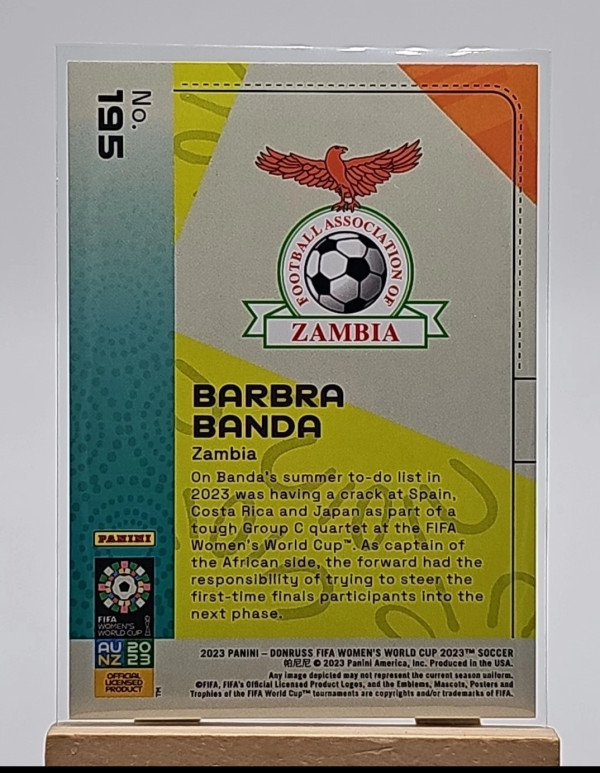 No.
195
FOOTBALL ASSOCIATION OF
ZAMBIA
BARBRA
BANDA
Zambia
On Banda's summer to-do list in
2023 was having a crack at Spain,
Costa Rica and Japan as part of a
tough Group C quartet at the FIFA
Women's World Cup™. As captain of
the African side, the forward had the
responsibility of trying to steer the
first-time finals participants into the
next phase.
PANINI
FIFA
WOMEN'S
WORLD CUP
AU 20
NZ 23
OFFICIAL
LICENSED
PRODUCT
TM
2023 PANINI – DONRUSS FIFA WOMEN'S WORLD CUP 2023™ SOCCER
帕尼尼 © 2023 Panini America, Inc. Produced in the USA.
Any image depicted may not represent the current season uniform.
©FIFA, FIFA's Official Licensed Product Logos, and the Emblems, Mascots, Posters and
Trophies of the FIFA World Cup™ tournaments are copyrights and/or trademarks of FIFA.